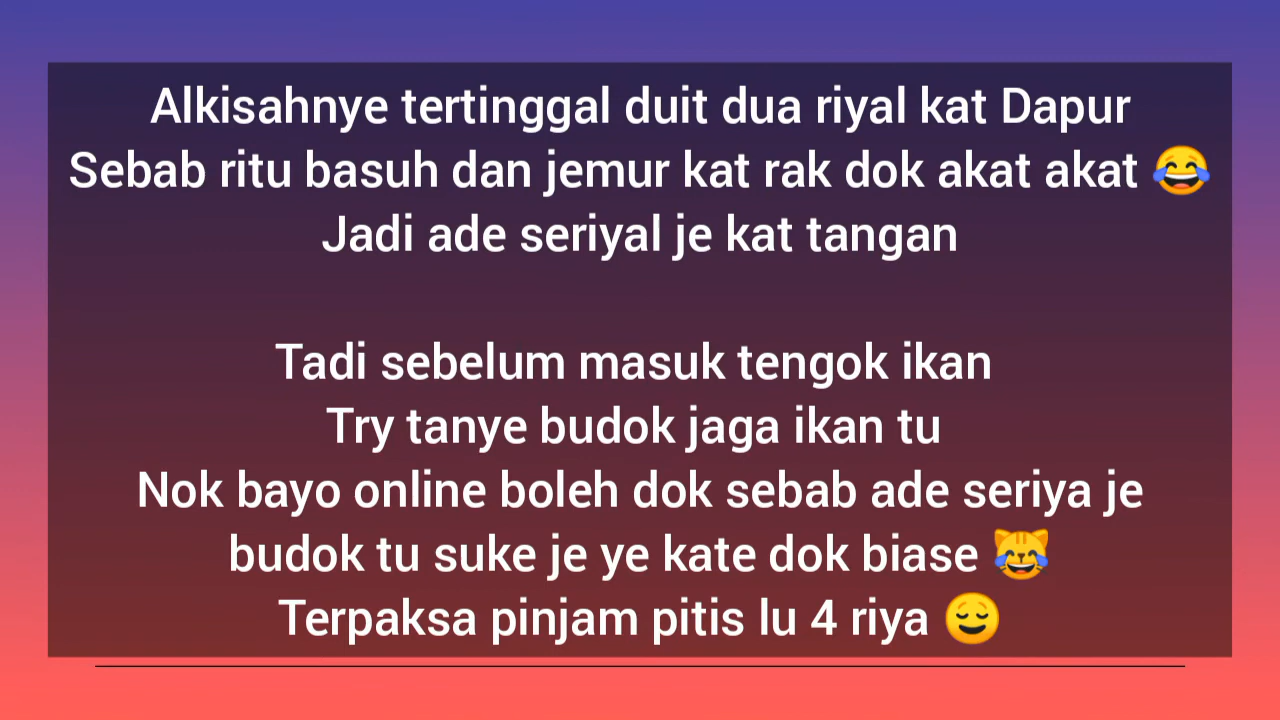 Alkisahnye tertinggal duit dua riyal kat Dapur
Sebab ritu basuh dan jemur kat rak dok akat akat 😂
Jadi ade seriyal je kat tangan
Tadi sebelum masuk tengok ikan
Try tanye budok jaga ikan tu
Nok bayo online boleh dok sebab ade seriya je
budok tu suke je ye kate dok biase 😹
Terpaksa pinjam pitis lu 4 riya 😌